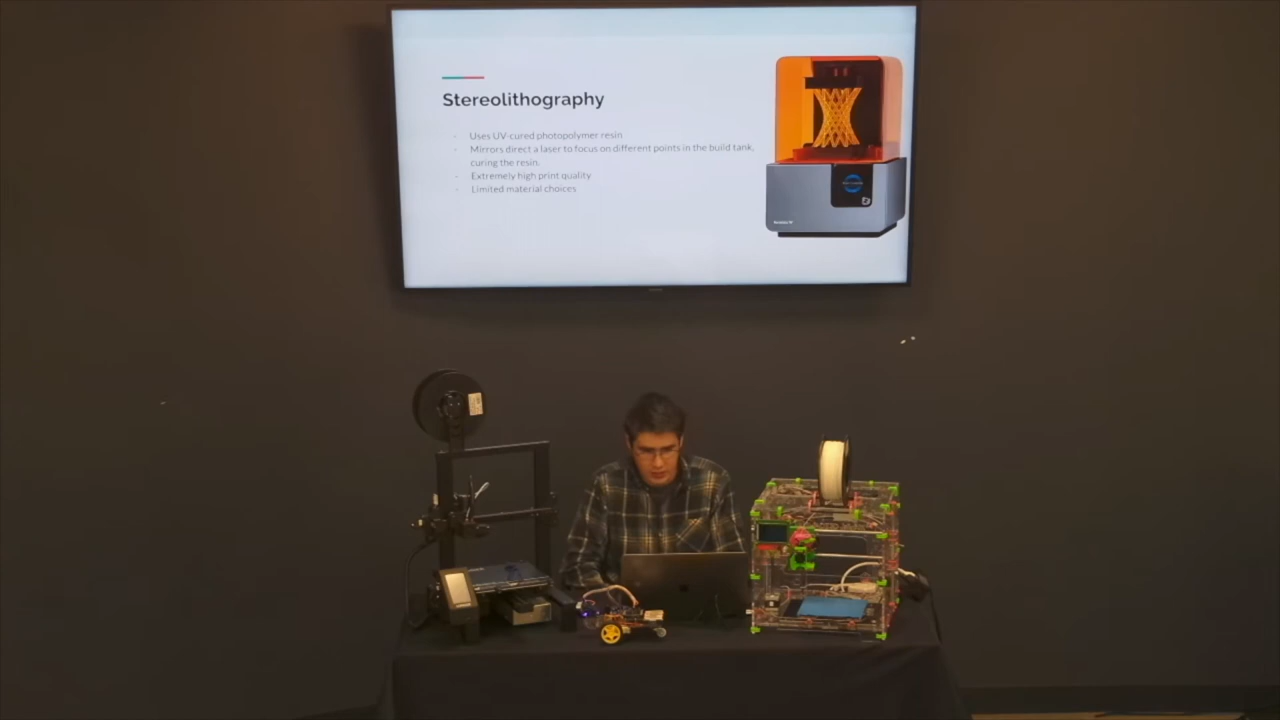 Stereolithography
- Uses UV-cured photopolymer resin
- Mirrors direct a laser to focus on different points in the build tank,
curing the resin.
- Extremely high print quality
- Limited material choices